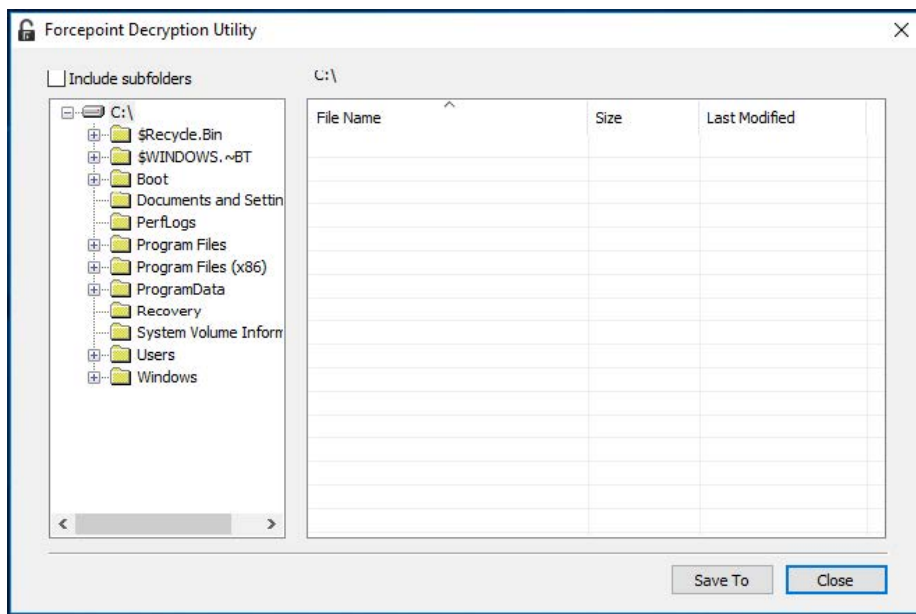 Forcepoint Decryption Utility
Include subfolders
C:\
C:\
$Recycle.Bin
$WINDOWS.~BT
Boot
Documents and Settin
PerfLogs
Program Files
Program Files (x86)
ProgramData
Recovery
System Volume Inform
Users
Windows
File Name Size Last Modified
Save To Close